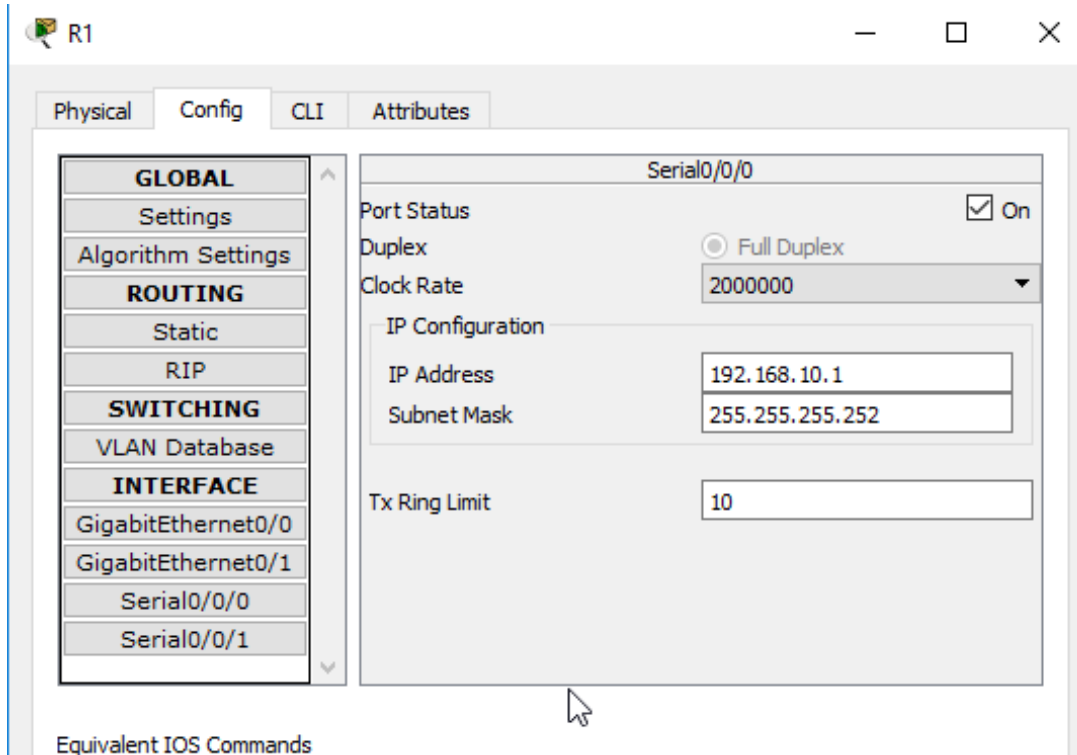 R1
Physical Config CLI Attributes
GLOBAL
Settings
Algorithm Settings
ROUTING
Static
RIP
SWITCHING
VLAN Database
INTERFACE
GigabitEthernet0/0
GigabitEthernet0/1
Serial0/0/0
Serial0/0/1
Serial0/0/0
Port Status On
Duplex Full Duplex
Clock Rate 2000000
IP Configuration
IP Address 192.168.10.1
Subnet Mask 255.255.255.252
Tx Ring Limit 10
Equivalent IOS Commands